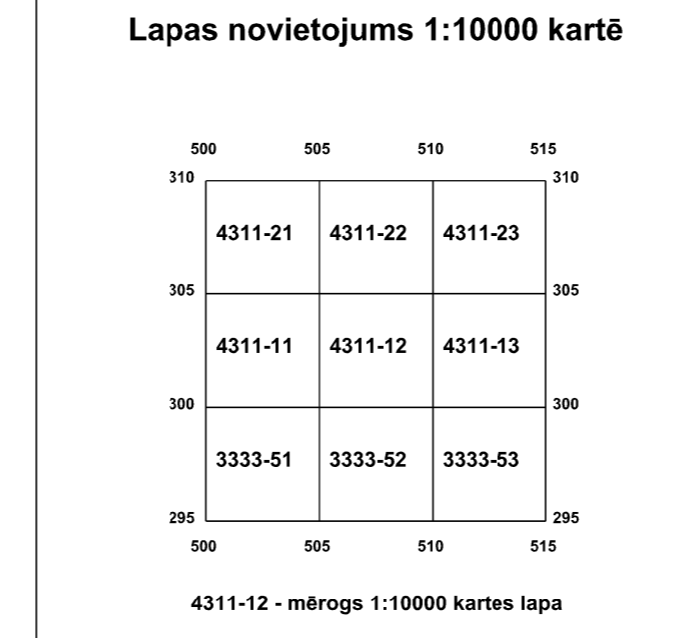 Lapas novietojums 1:10000 kartē
500 505 510 515
310 310
4311-21 4311-22 4311-23
305 305
4311-11 4311-12 4311-13
300 300
3333-51 3333-52 3333-53
295 295
500 505 510 515
4311-12 - mērogs 1:10000 kartes lapa